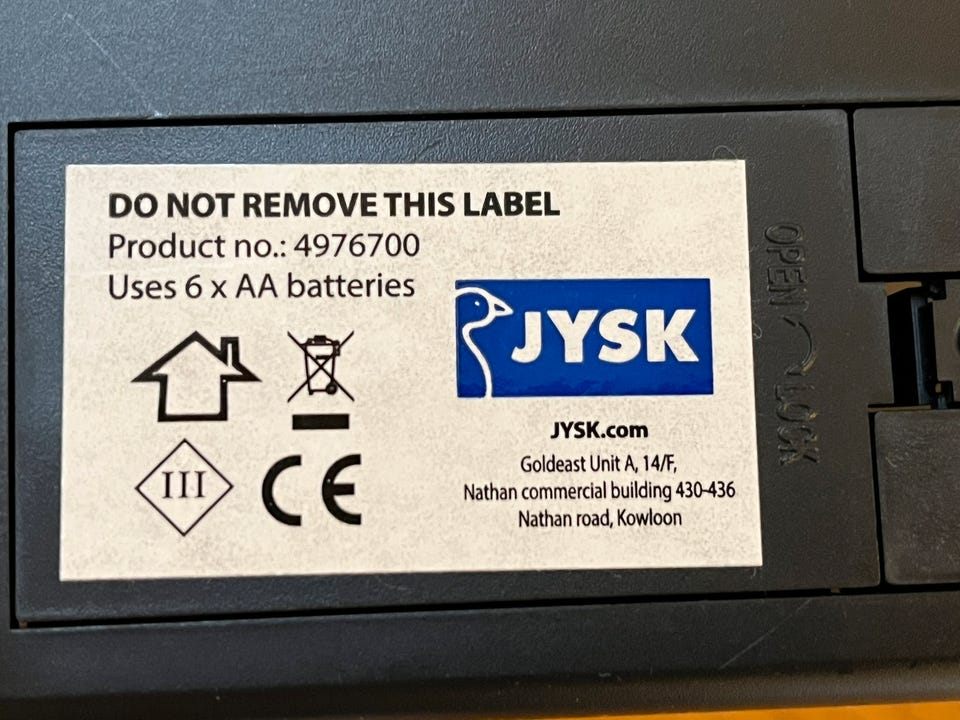 DO NOT REMOVE THIS LABEL
Product no.: 4976700
Uses 6 x AA batteries
JYSK
III
CE
JYSK.com
Goldeast Unit A, 14/F,
Nathan commercial building 430-436
Nathan road, Kowloon
OPEN
LOCK